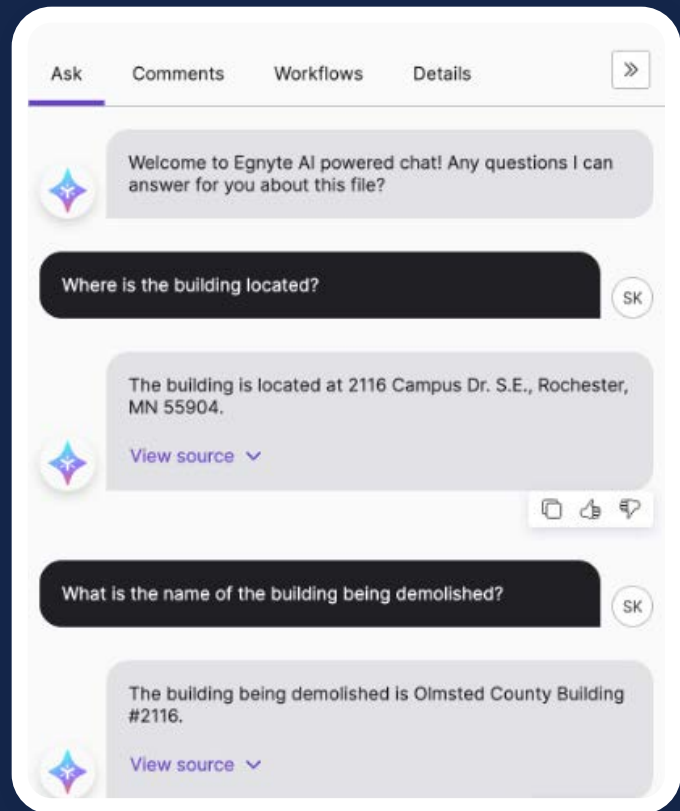 Ask Comments Workflows Details
Welcome to Egnyte AI powered chat! Any questions I can
answer for you about this file?
Where is the building located?
SK
The building is located at 2116 Campus Dr. S.E., Rochester,
MN 55904.
View source
What is the name of the building being demolished?
SK
The building being demolished is Olmsted County Building
#2116.
View source